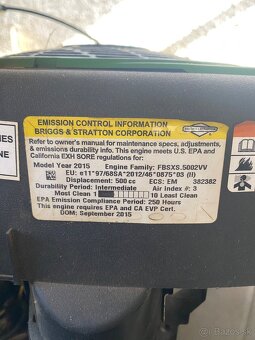 EMISSION CONTROL INFORMATION
BRIGGS & STRATTON CORPORATION
Refer to owner's manual for maintenance specs, adjustments,
& emissions durability info. This engine meets U.S. EPA and
California EXH SORE regulations for:
Model Year 2015 Engine Family: FBSXS.5002VV
EU: e11*97/68SA*2012/46*0875*03 (II)
Displacement: 500 cc ECS: EM 382382
Durability Period: Intermediate Air Index #: 3
Most Clean 1 10 Least Clean
EPA Emission Compliance Period: 250 Hours
This engine requires EPA and CA EVP Cert.
DOM: September 2015